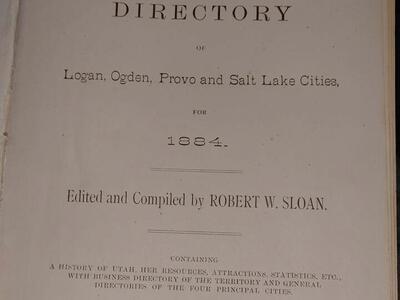 DIRECTORY
OF
Logan, Ogden, Provo and Salt Lake Cities,
FOR
1884.
Edited and Compiled by ROBERT W. SLOAN.
CONTAINING
A HISTORY OF UTAH, HER RESOURCES, ATTRACTIONS, STATISTICS, ETC.,
WITH BUSINESS DIRECTORY OF THE TERRITORY AND GENERAL
DIRECTORIES OF THE FOUR PRINCIPAL CITIES.